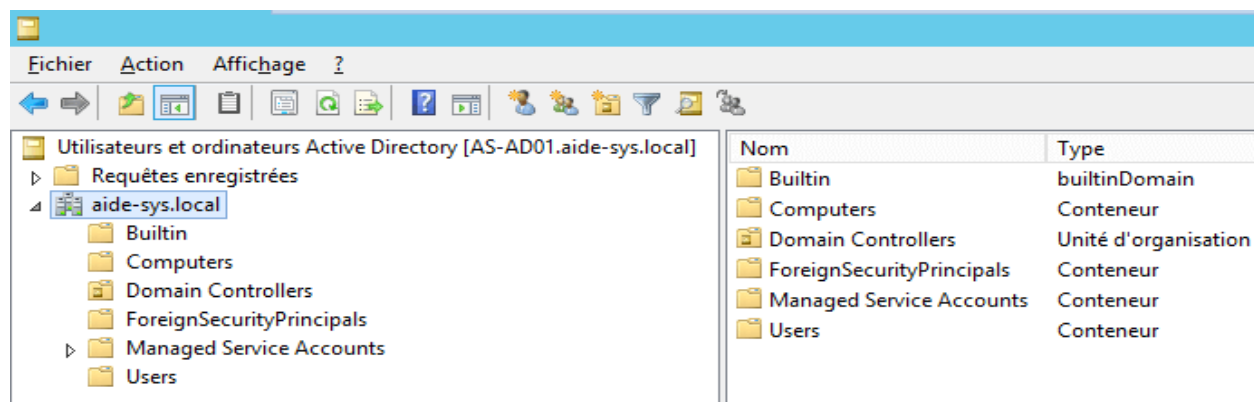 Fichier Action Affichage ?
Utilisateurs et ordinateurs Active Directory [AS-AD01.aide-sys.local]
Requêtes enregistrées
aide-sys.local
Builtin
Computers
Domain Controllers
ForeignSecurityPrincipals
Managed Service Accounts
Users
Nom Type
Builtin builtinDomain
Computers Conteneur
Domain Controllers Unité d'organisation
ForeignSecurityPrincipals Conteneur
Managed Service Accounts Conteneur
Users Conteneur